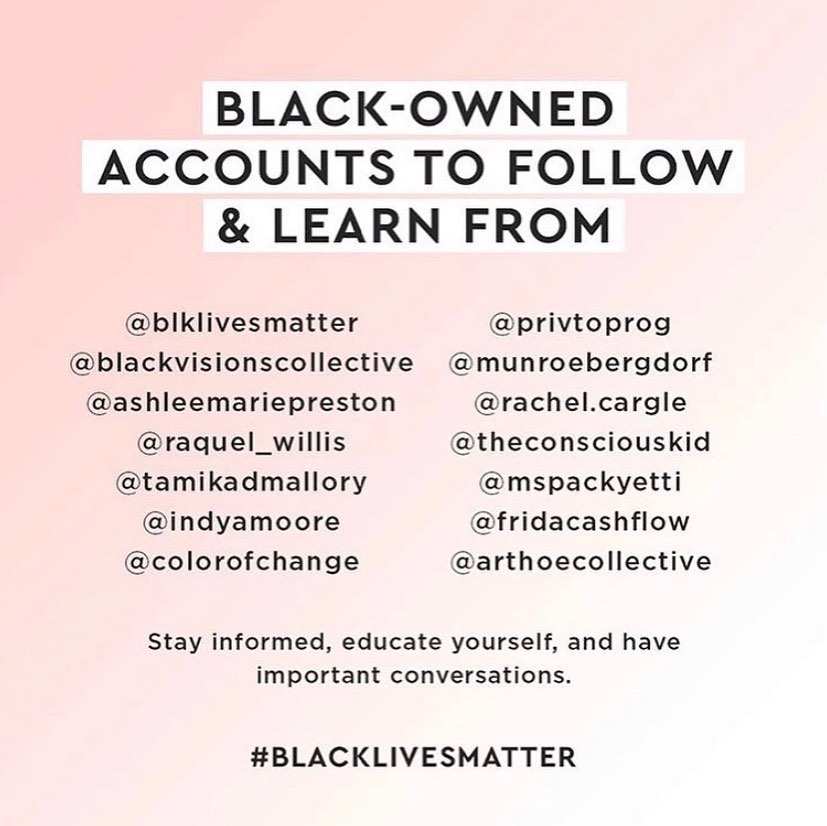 BLACK-OWNED
ACCOUNTS TO FOLLOW
& LEARN FROM
@blklivesmatter
@blackvisionscollective
@ashleemariepreston
@raquel_willis
@tamikadmallory
@indyamoore
@colorofchange
@privtoprog
@munroebergdorf
@rachel.cargle
@theconsciouskid
@mspackyetti
@fridacashflow
@arthoecollective
Stay informed, educate yourself, and have
important conversations.
#BLACKLIVESMATTER